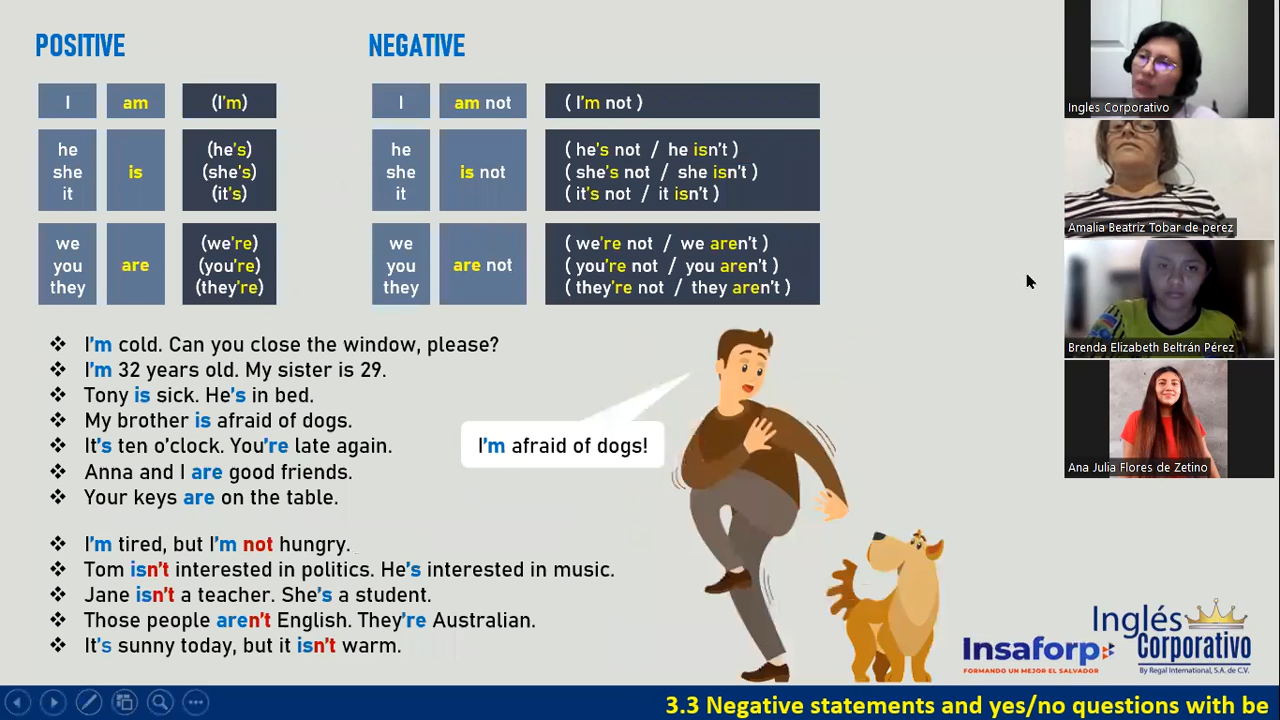 POSITIVE
NEGATIVE
I am (I'm)
he
she
it
is
(he's)
(she's)
(it's)
we
you
they
are
(we're)
(you're)
(they're)
I am not ( I'm not )
he
she
it
is not
( he's not / he isn't )
( she's not / she isn't )
( it's not / it isn't )
we
you
they
are not
( we're not / we aren't )
( you're not / you aren't )
( they're not / they aren't )
I'm cold. Can you close the window, please?
I'm 32 years old. My sister is 29.
Tony is sick. He's in bed.
My brother is afraid of dogs.
It's ten o'clock. You're late again.
Anna and I are good friends.
Your keys are on the table.
I'm tired, but I'm not hungry.
Tom isn't interested in politics. He's interested in music.
Jane isn't a teacher. She's a student.
Those people aren't English. They're Australian.
It's sunny today, but it isn't warm.
I'm afraid of dogs!
Ingles Corporativo
Amalia Beatriz Tobar de perez
Brenda Elizabeth Beltrán Pérez
Ana Julia Flores de Zetino
Insaforp
FORMANDO UN MEJOR EL SALVADOR
Inglés
Corporativo
By Regal International, S.A. de C.V.
3.3 Negative statements and yes/no questions with be